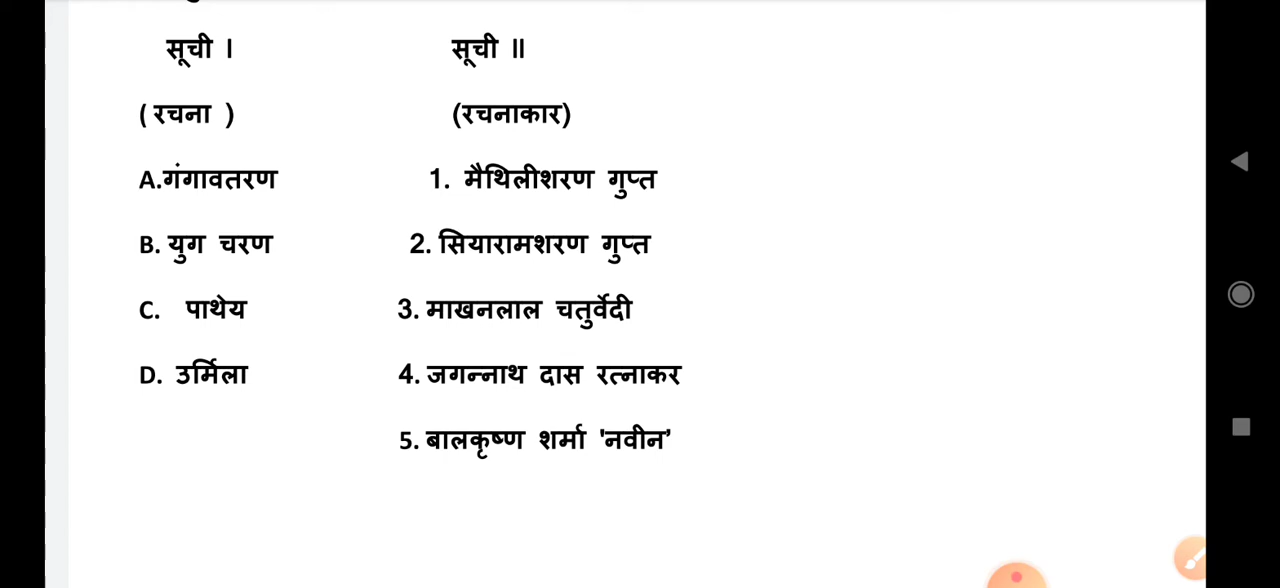 सूची I सूची II
( रचना ) (रचनाकार)
A.गंगावतरण 1. मैथिलीशरण गुप्त
B. युग चरण 2. सियारामशरण गुप्त
C. पाथेय 3. माखनलाल चतुर्वेदी
D. उर्मिला 4. जगन्नाथ दास रत्नाकर
5. बालकृष्ण शर्मा 'नवीन’